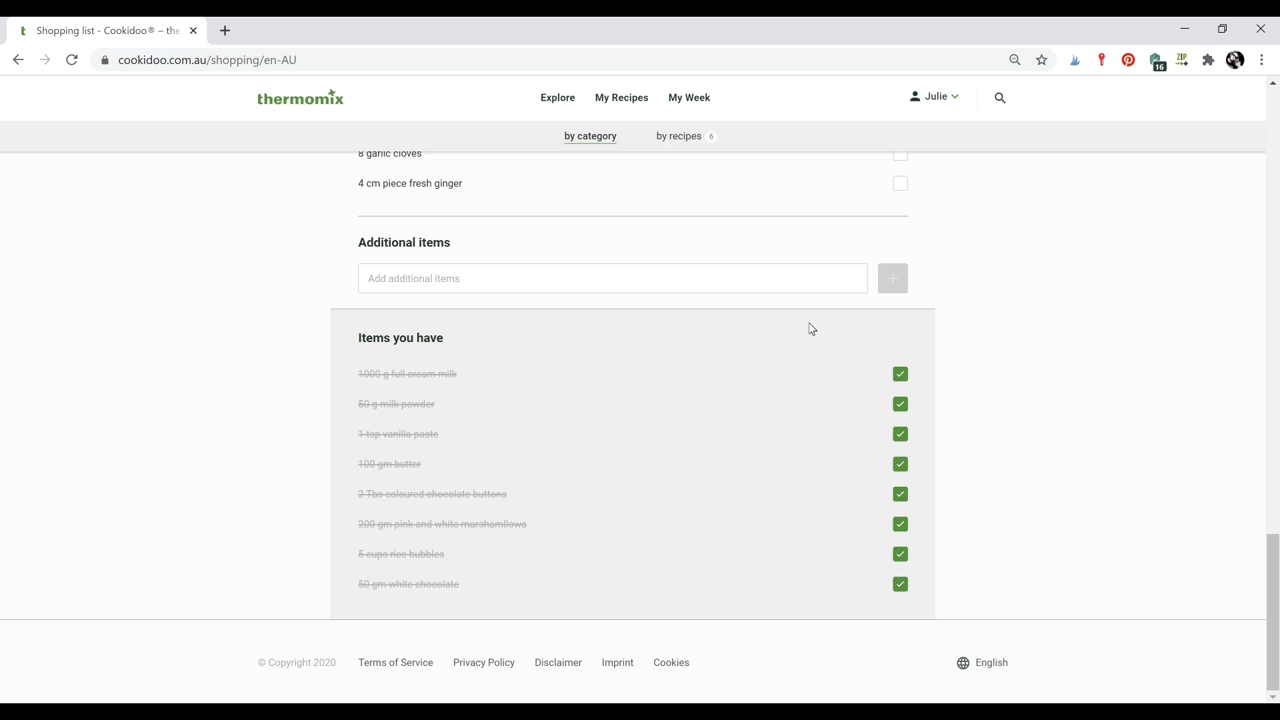 Shopping list - Cookidoo® – the
cookidoo.com.au/shopping/en-AU
16
ZIP
thermomix
Explore
My Recipes
My Week
Julie
by category
by recipes 6
8 garlic cloves
4 cm piece fresh ginger
Additional items
Add additional items
Items you have
1000 g full cream milk
50 g milk powder
1 tsp vanilla paste
100 gm butter
2 Tbs coloured chocolate buttons
200 gm pink and white marshamllows
5 cups rice bubbles
50 gm white chocolate
© Copyright 2020
Terms of Service
Privacy Policy
Disclaimer
Imprint
Cookies
English